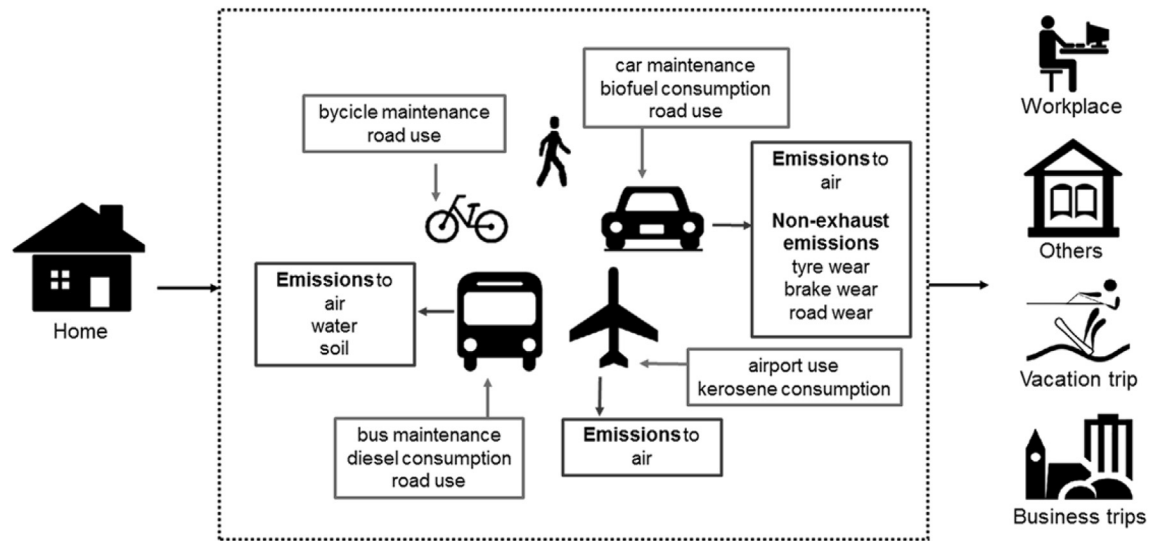 Home
bycicle maintenance
road use
car maintenance
biofuel consumption
road use
Emissions to
air
Non-exhaust
emissions
tyre wear
brake wear
road wear
Emissions to
air
water
soil
airport use
kerosene consumption
bus maintenance
diesel consumption
road use
Emissions to
air
Workplace
Others
Vacation trip
Business trips